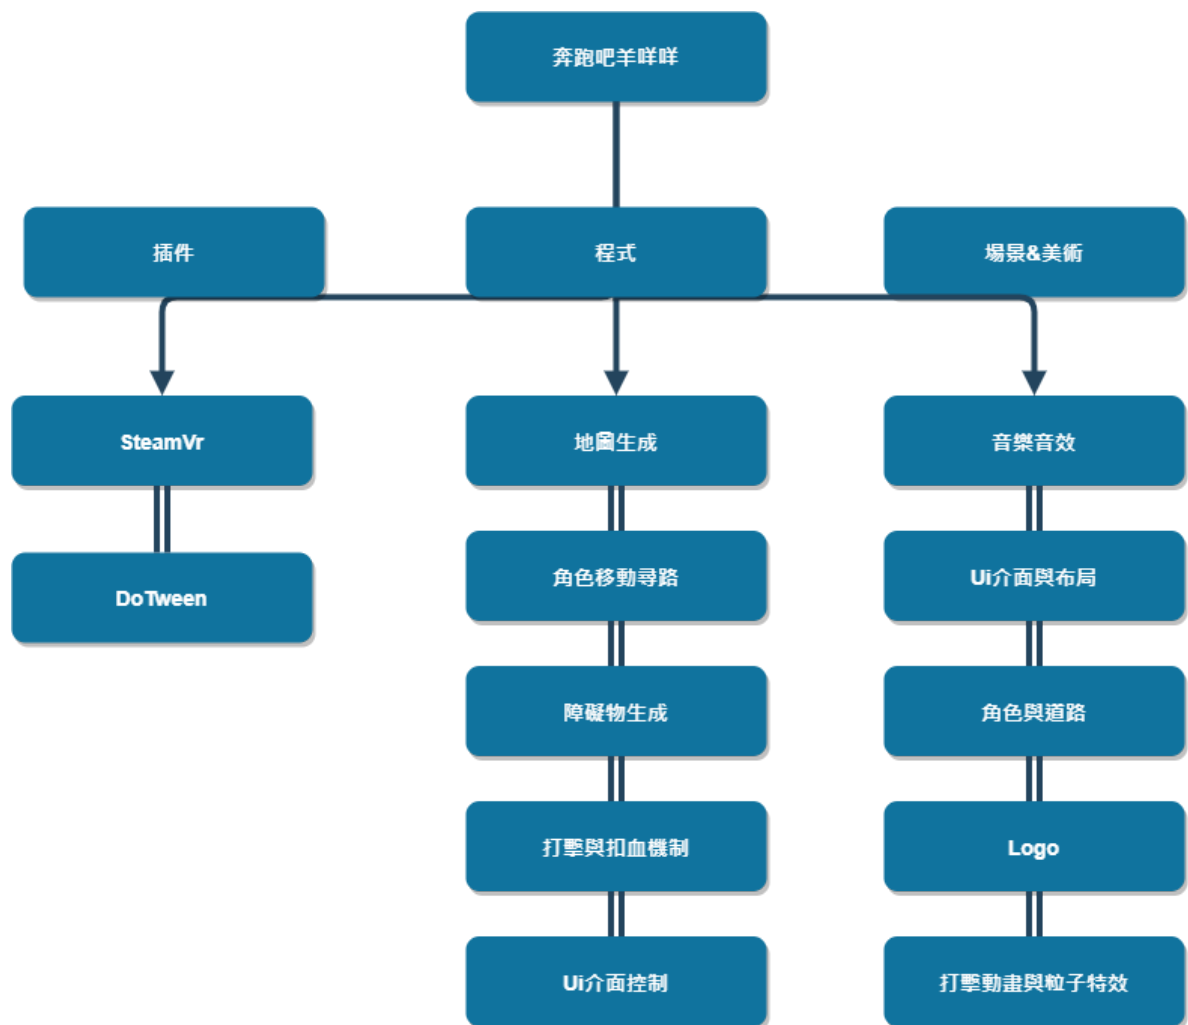 奔跑吧羊咩咩
插件
程式
場景&美術
SteamVr
地圖生成
音樂音效
DoTween
角色移動尋路
Ui介面與布局
障礙物生成
角色與道路
打擊與扣血機制
Logo
Ui介面控制
打擊動畫與粒子特效